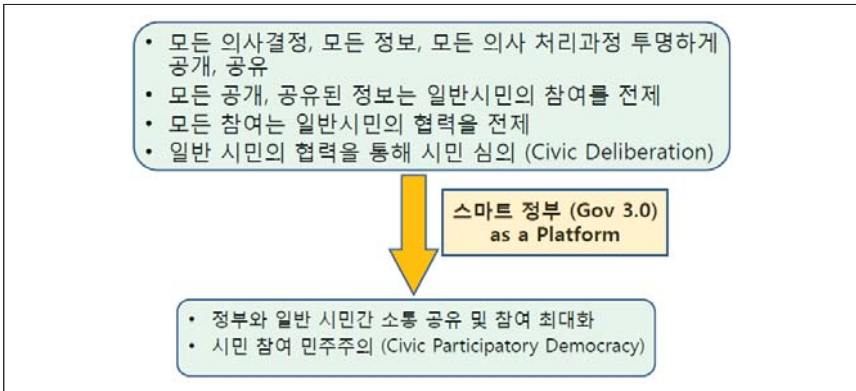 • 모든 의사결정, 모든 정보, 모든 의사 처리과정 투명하게
공개, 공유
• 모든 공개, 공유된 정보는 일반시민의 참여를 전제
• 모든 참여는 일반시민의 협력을 전제
• 일반 시민의 협력을 통해 시민 심의 (Civic Deliberation)
스마트 정부 (Gov 3.0)
as a Platform
• 정부와 일반 시민간 소통 공유 및 참여 최대화
• 시민 참여 민주주의 (Civic Participatory Democracy)